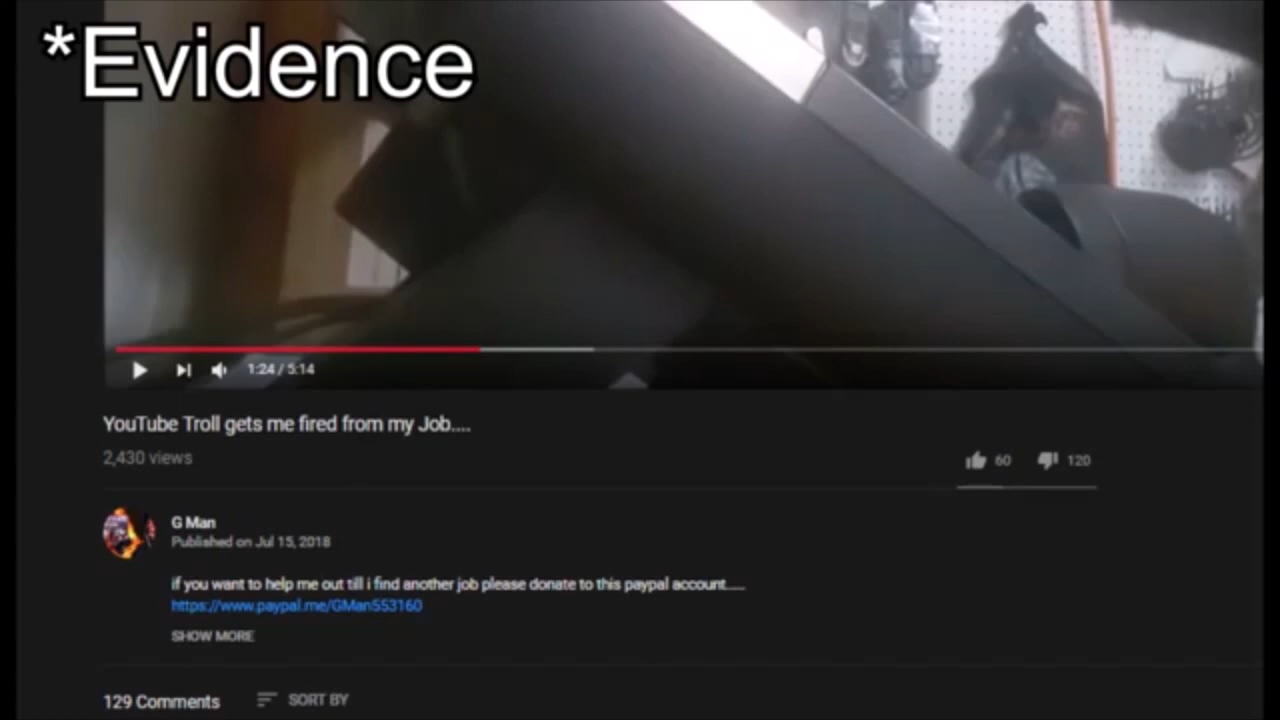 *Evidence
1:24 / 5:14
YouTube Troll gets me fired from my Job....
2,430 views
60
120
G Man
Published on Jul 15, 2018
if you want to help me out till i find another job please donate to this paypal account.....
https://www.paypal.me/GMan553160
SHOW MORE
129 Comments
SORT BY